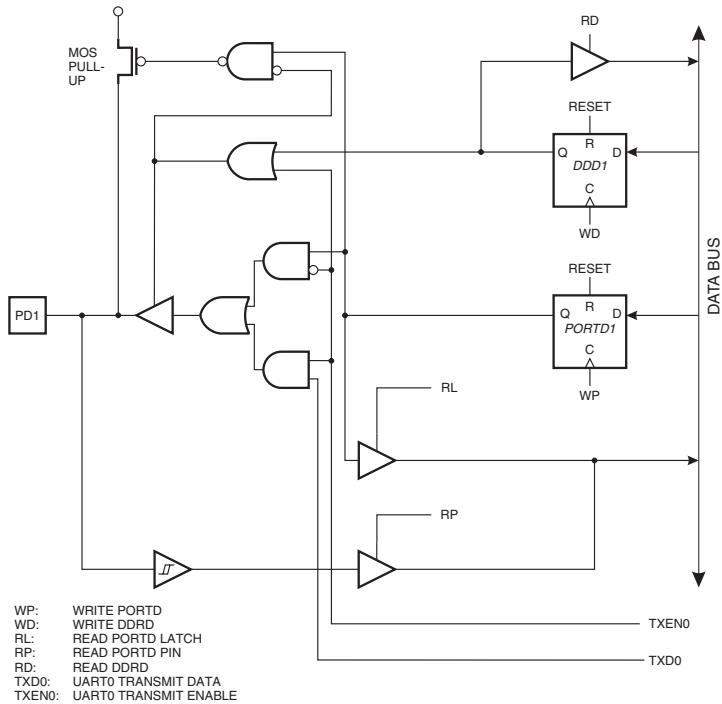 RD
MOS
PULL-
UP
RESET
R
Q
D
DDD1
C
WD
RESET
R
Q
D
PORTD1
C
WP
PD1
DATA BUS
RL
RP
WP: WRITE PORTD
WD: WRITE DDRD
RL: READ PORTD LATCH
RP: READ PORTD PIN
RD: READ DDRD
TXD0: UART0 TRANSMIT DATA
TXEN0: UART0 TRANSMIT ENABLE
TXEN0
TXD0